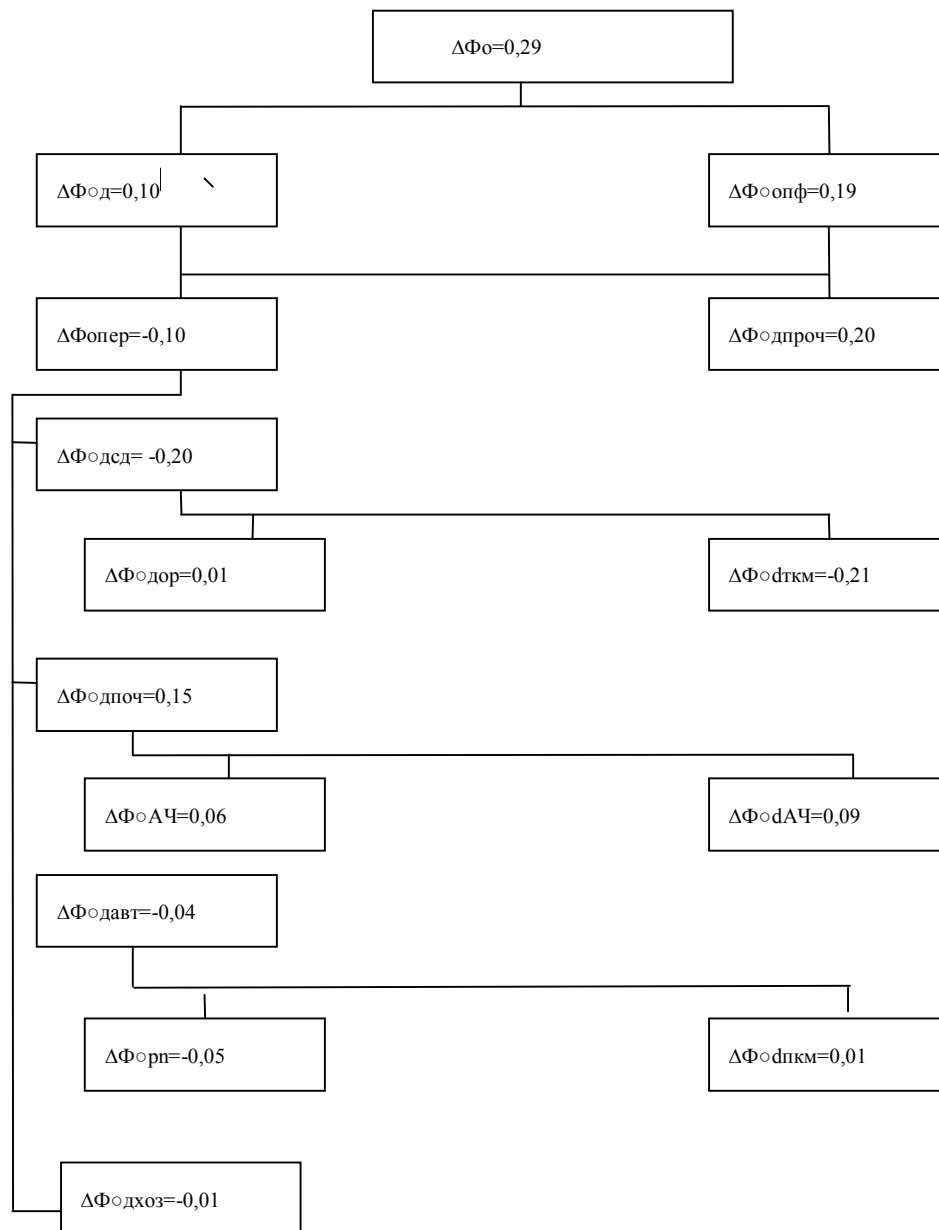 ΔФо=0,29
ΔФ○д=0,10
ΔФ○опф=0,19
ΔФопер=-0,10
ΔФ○дпроч=0,20
ΔФ○дсд= -0,20
ΔФ○дор=0,01
ΔФ○dткм=-0,21
ΔФ○дпоч=0,15
ΔФ○АЧ=0,06
ΔФ○dАЧ=0,09
ΔФ○давт=-0,04
ΔФ○pn=-0,05
ΔФ○dпкм=0,01
ΔФ○дхоз=-0,01